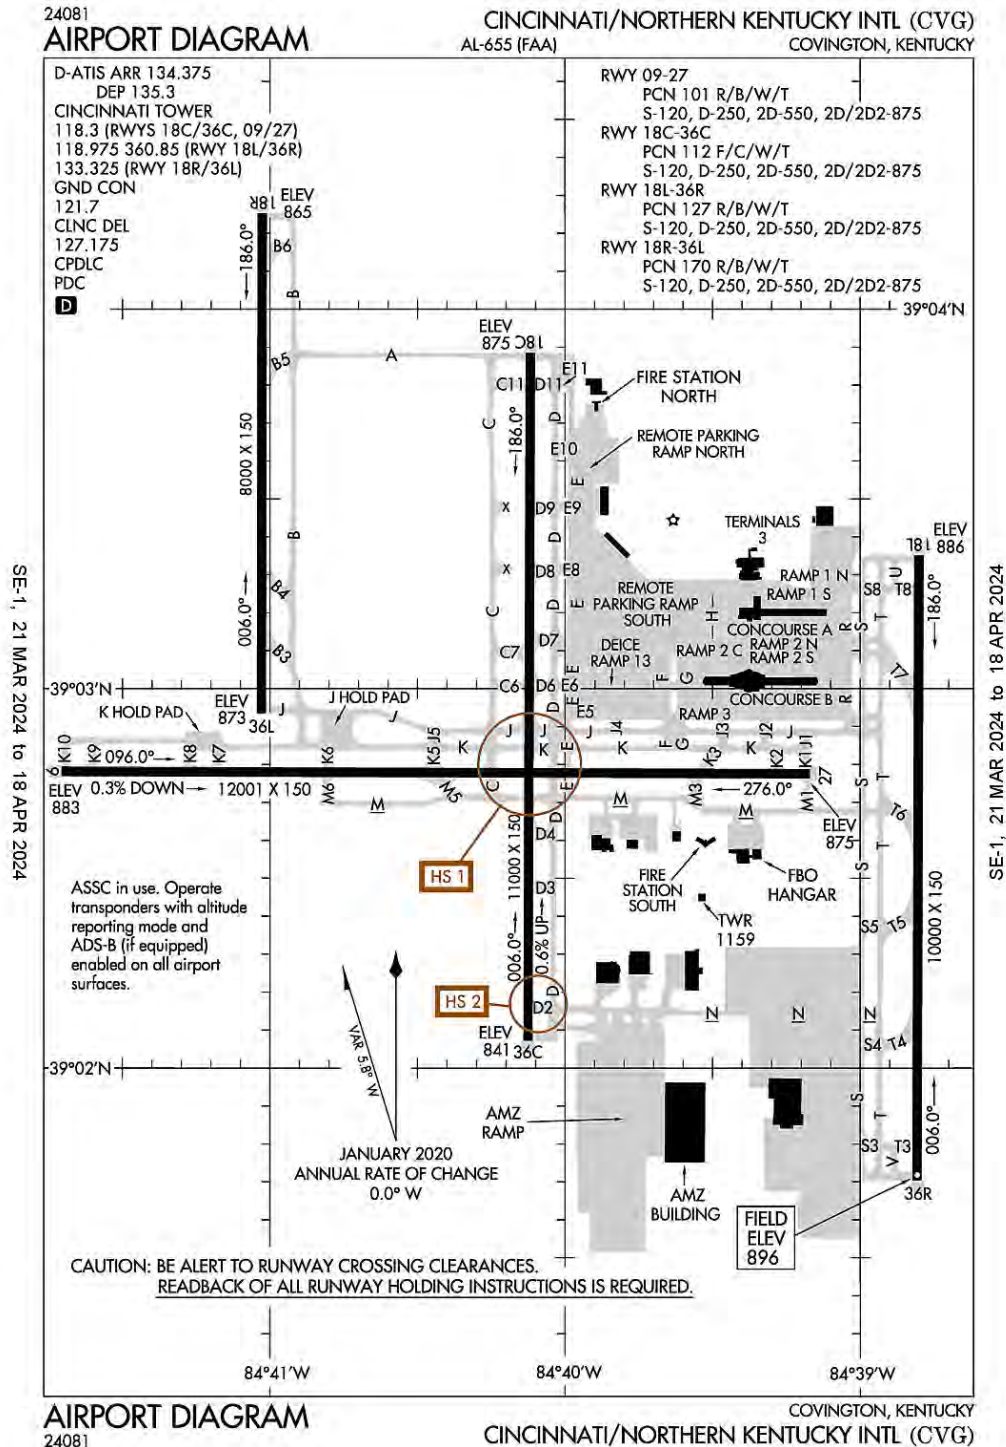 24081
AIRPORT DIAGRAM
AL-655 (FAA)
CINCINNATI/NORTHERN KENTUCKY INTL (CVG)
COVINGTON, KENTUCKY
D-ATIS ARR 134.375
DEP 135.3
CINCINNATI TOWER
118.3 (RWYS 18C/36C, 09/27)
118.975 360.85 (RWY 18L/36R)
133.325 (RWY 18R/36L)
GND CON
121.7
CLNC DEL
127.175
CPDLC
PDC
D
RWY 09-27
PCN 101 R/B/W/T
S-120, D-250, 2D-550, 2D/2D2-875
RWY 18C-36C
PCN 112 F/C/W/T
S-120, D-250, 2D-550, 2D/2D2-875
RWY 18L-36R
PCN 127 R/B/W/T
S-120, D-250, 2D-550, 2D/2D2-875
RWY 18R-36L
PCN 170 R/B/W/T
S-120, D-250, 2D-550, 2D/2D2-875
18R
ELEV
865
186.0°
B6
B
39°04'N
ELEV
875
18C
A
B5
C11
D11
E11
FIRE STATION
NORTH
C
186.0°
D
E10
REMOTE PARKING
RAMP NORTH
8000 X 150
E
X
D9
E9
TERMINALS
3
B
D
ELEV
886
18L
X
D8
E8
RAMP 1 N
RAMP 1 S
U
S8
T8
186.0°
B4
REMOTE
PARKING RAMP
SOUTH
006.0°
C
D
E
H
CONCOURSE A
R
S
T
B3
C7
D7
DEICE
RAMP 13
RAMP 2 C
RAMP 2 N
RAMP 2 S
T7
39°03'N
C6
D6
E6
E
F
G
CONCOURSE B
R
ELEV
873
36L
J
J HOLD PAD
K HOLD PAD
J
D
E5
RAMP 3
K10
K9
K8
K7
K6
K5
J5
K
J
J
J
J4
J3
J2
J
J1
K
E
K
F
G
K3
K
K2
K1
9
096.0°
ELEV
883
0.3% DOWN
12001 X 150
M6
M
M5
C
E
M
M3
276.0°
M
M1
27
ELEV
875
S
T
T6
D
D4
HS 1
11000 X 150
D3
FIRE
STATION
SOUTH
FBO
HANGAR
S
T
TWR
1159
S5
T5
10000 X 150
ASSC in use. Operate
transponders with altitude
reporting mode and
ADS-B (if equipped)
enabled on all airport
surfaces.
006.0°
0.6% UP
HS 2
D
D2
N
N
N
ELEV
841
36C
S4
T4
39°02'N
VAR 5.8° W
JANUARY 2020
ANNUAL RATE OF CHANGE
0.0° W
AMZ
RAMP
AMZ
BUILDING
S
T
006.0°
S3
T3
V
36R
FIELD
ELEV
896
CAUTION: BE ALERT TO RUNWAY CROSSING CLEARANCES.
READBACK OF ALL RUNWAY HOLDING INSTRUCTIONS IS REQUIRED.
84°41'W
84°40'W
84°39'W
SE-1, 21 MAR 2024 to 18 APR 2024
SE-1, 21 MAR 2024 to 18 APR 2024
AIRPORT DIAGRAM
24081
COVINGTON, KENTUCKY
CINCINNATI/NORTHERN KENTUCKY INTL (CVG)